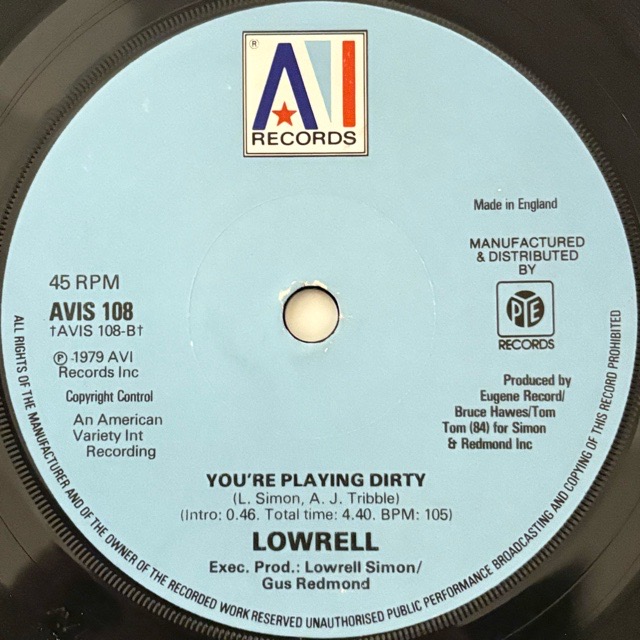 ®
AVI
RECORDS
Made in England
MANUFACTURED
& DISTRIBUTED
BY
PYE
RECORDS
45 RPM
AVIS 108
†AVIS 108-B†
℗ 1979 AVI
Records Inc
Copyright Control
An American
Variety Int
Recording
Produced by
Eugene Record/
Bruce Hawes/Tom
Tom (84) for Simon
& Redmond Inc
YOU'RE PLAYING DIRTY
(L. Simon, A. J. Tribble)
(Intro: 0.46. Total time: 4.40. BPM: 105)
LOWRELL
Exec. Prod.: Lowrell Simon/
Gus Redmond
ALL RIGHTS OF THE MANUFACTURER AND OF THE OWNER OF THE RECORDED WORK RESERVED UNAUTHORISED PUBLIC PERFORMANCE BROADCASTING AND COPYING OF THIS RECORD PROHIBITED